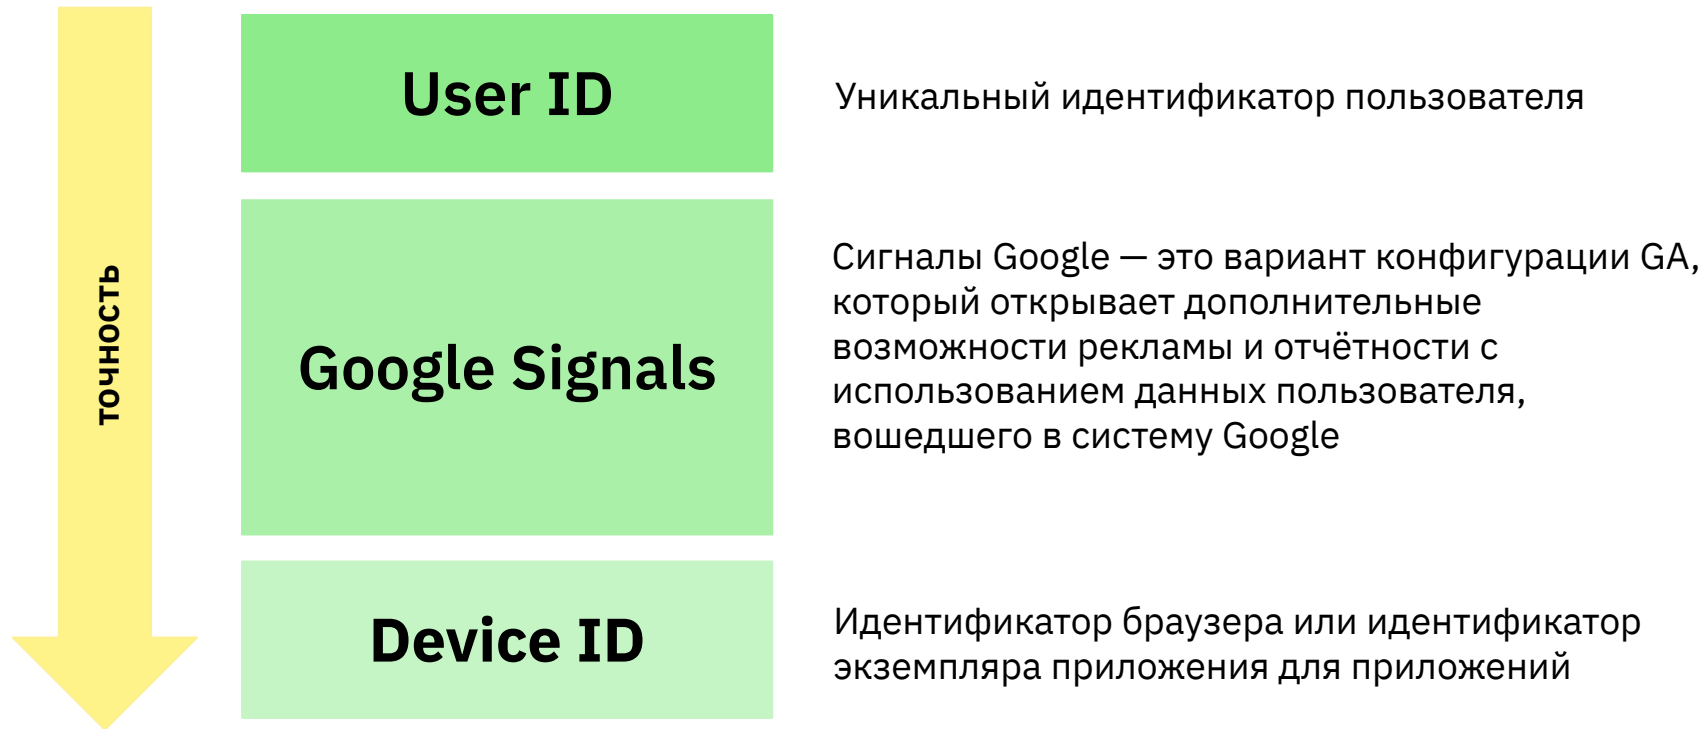 точность
User ID
Уникальный идентификатор пользователя
Google Signals
Сигналы Google — это вариант конфигурации GA,
который открывает дополнительные
возможности рекламы и отчётности с
использованием данных пользователя,
вошедшего в систему Google
Device ID
Идентификатор браузера или идентификатор
экземпляра приложения для приложений